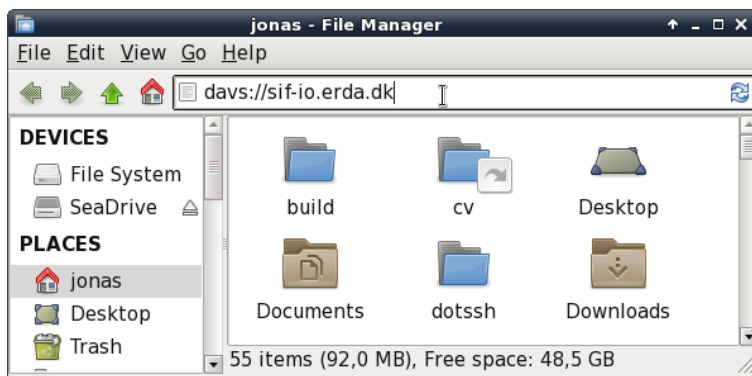 jonas - File Manager
File Edit View Go Help
davs://sif-io.erda.dk
DEVICES
File System
SeaDrive
PLACES
jonas
Desktop
Trash
build
cv
Desktop
Documents
dotssh
Downloads
55 items (92,0 MB), Free space: 48,5 GB